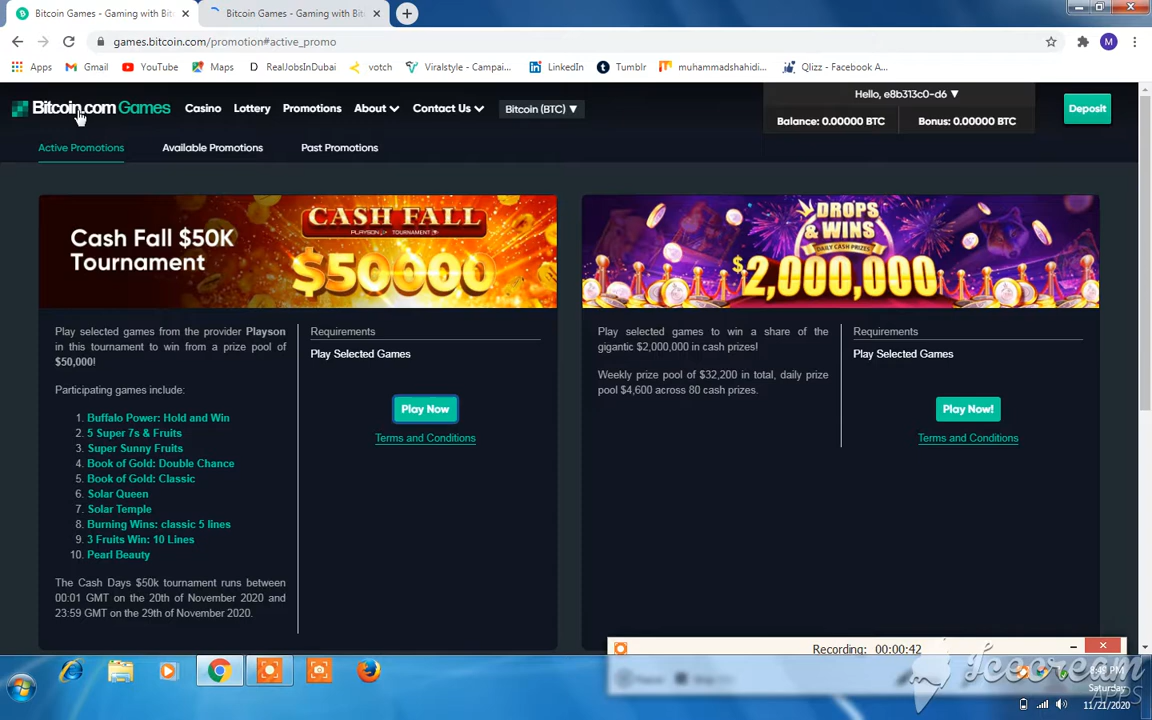 Bitcoin Games - Gaming with Bit
Bitcoin Games - Gaming with Bit
games.bitcoin.com/promotion#active_promo
M
Apps
Gmail
YouTube
Maps
RealJobsInDubai
votch
Viralstyle - Campai...
LinkedIn
Tumblr
muhammadshahidi...
Qlizz - Facebook A...
Bitcoin.com Games
Casino
Lottery
Promotions
About
Contact Us
Bitcoin (BTC) ▼
Hello, e8b313c0-d6 ▼
Balance: 0.00000 BTC
Bonus: 0.00000 BTC
Deposit
Active Promotions
Available Promotions
Past Promotions
Cash Fall $50K
Tournament
CASH FALL
PLAYSON TOURNAMENT
$50000
DROPS
& WINS
DAILY CASH PRIZES
$2,000,000
Play selected games from the provider Playson
in this tournament to win from a prize pool of
$50,000!
Participating games include:
1. Buffalo Power: Hold and Win
2. 5 Super 7s & Fruits
3. Super Sunny Fruits
4. Book of Gold: Double Chance
5. Book of Gold: Classic
6. Solar Queen
7. Solar Temple
8. Burning Wins: classic 5 lines
9. 3 Fruits Win: 10 Lines
10. Pearl Beauty
The Cash Days $50k tournament runs between
00:01 GMT on the 20th of November 2020 and
23:59 GMT on the 29th of November 2020.
Requirements
Play Selected Games
Play Now
Terms and Conditions
Play selected games to win a share of the
gigantic $2,000,000 in cash prizes!
Weekly prize pool of $32,200 in total, daily prize
pool $4,600 across 80 cash prizes.
Requirements
Play Selected Games
Play Now!
Terms and Conditions
Recording: 00:00:42
Pause
Icecream
APPS
8:49 PM
Saturday
11/21/2020